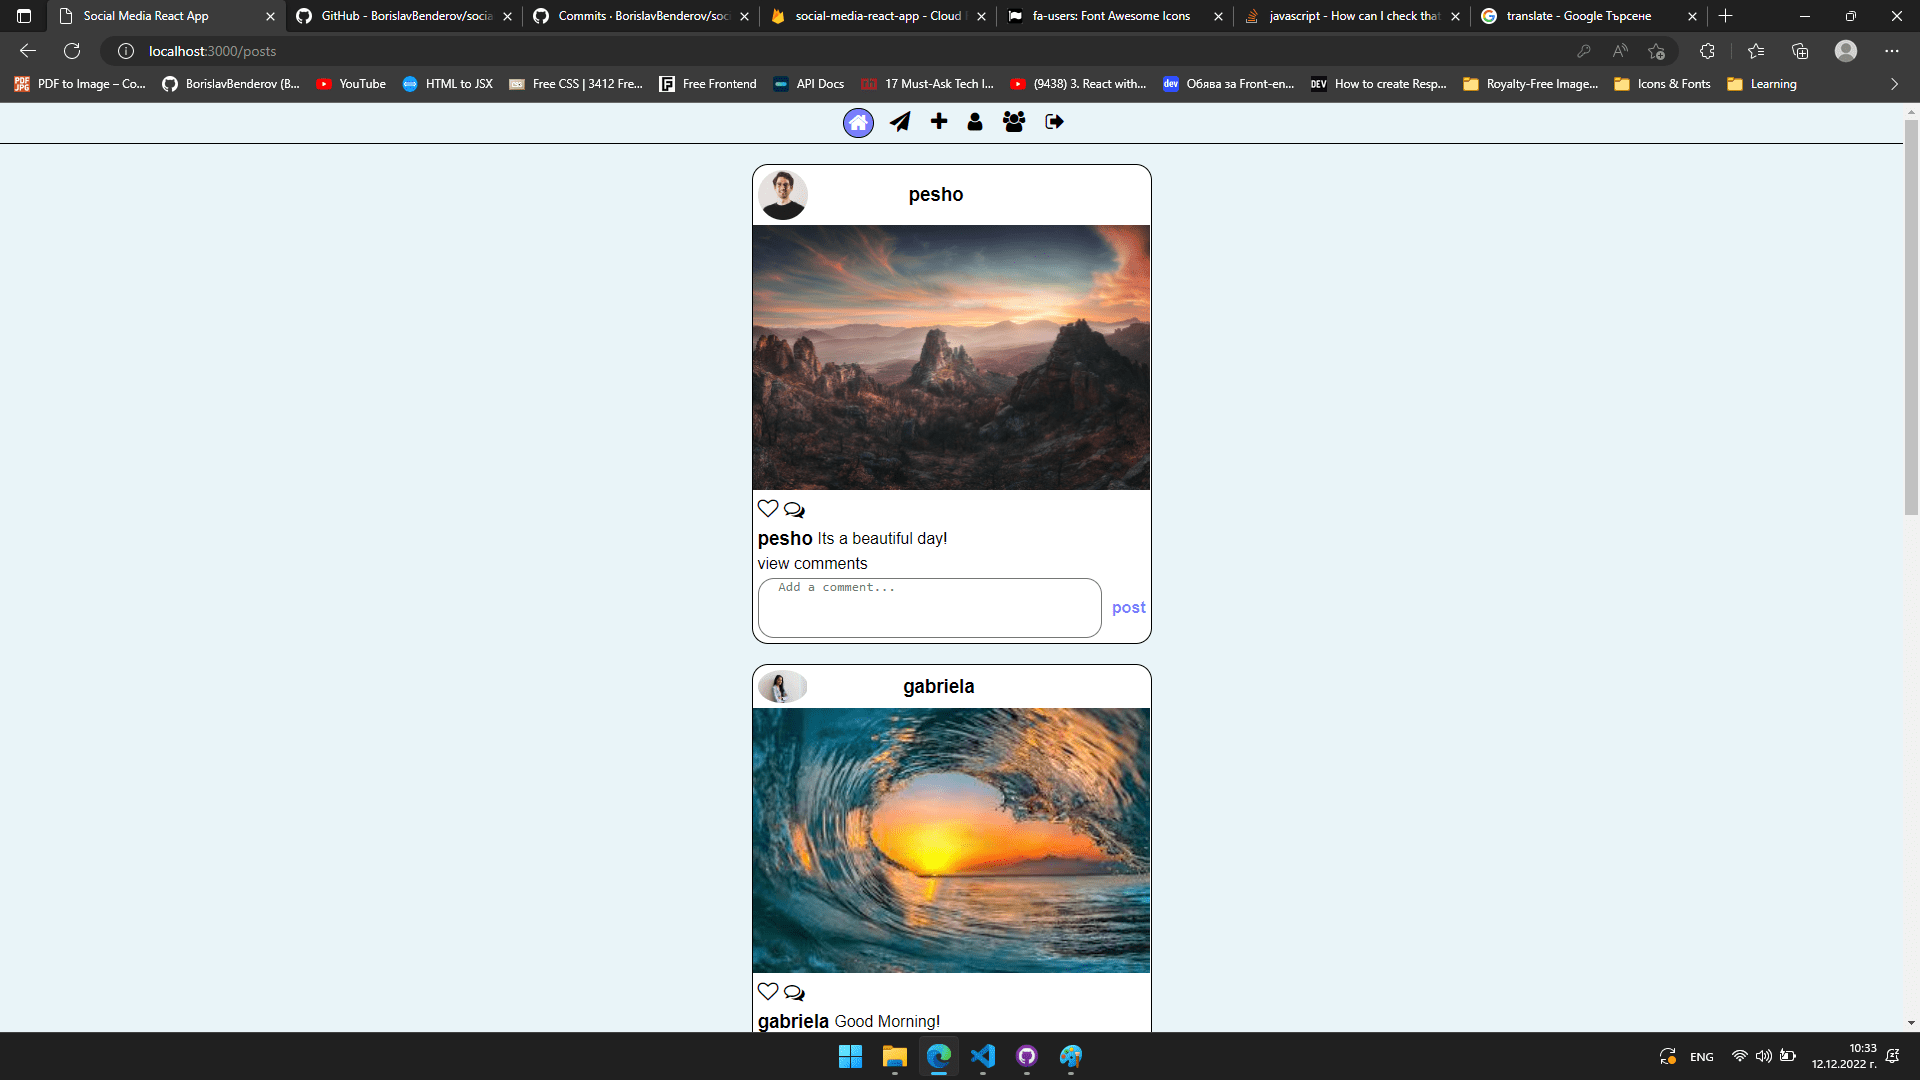 Social Media React App
GitHub - BorislavBenderov/socia
Commits · BorislavBenderov/soci
social-media-react-app - Cloud
fa-users: Font Awesome Icons
javascript - How can I check that
translate - Google Търсене
localhost:3000/posts
PDF to Image – Co...
BorislavBenderov (B...
YouTube
HTML to JSX
Free CSS | 3412 Fre...
Free Frontend
API Docs
17 Must-Ask Tech I...
(9438) 3. React with...
Обява за Front-en...
How to create Resp...
Royalty-Free Image...
Icons & Fonts
Learning
pesho
pesho Its a beautiful day!
view comments
Add a comment...
post
gabriela
gabriela Good Morning!
ENG
10:33
12.12.2022 г.